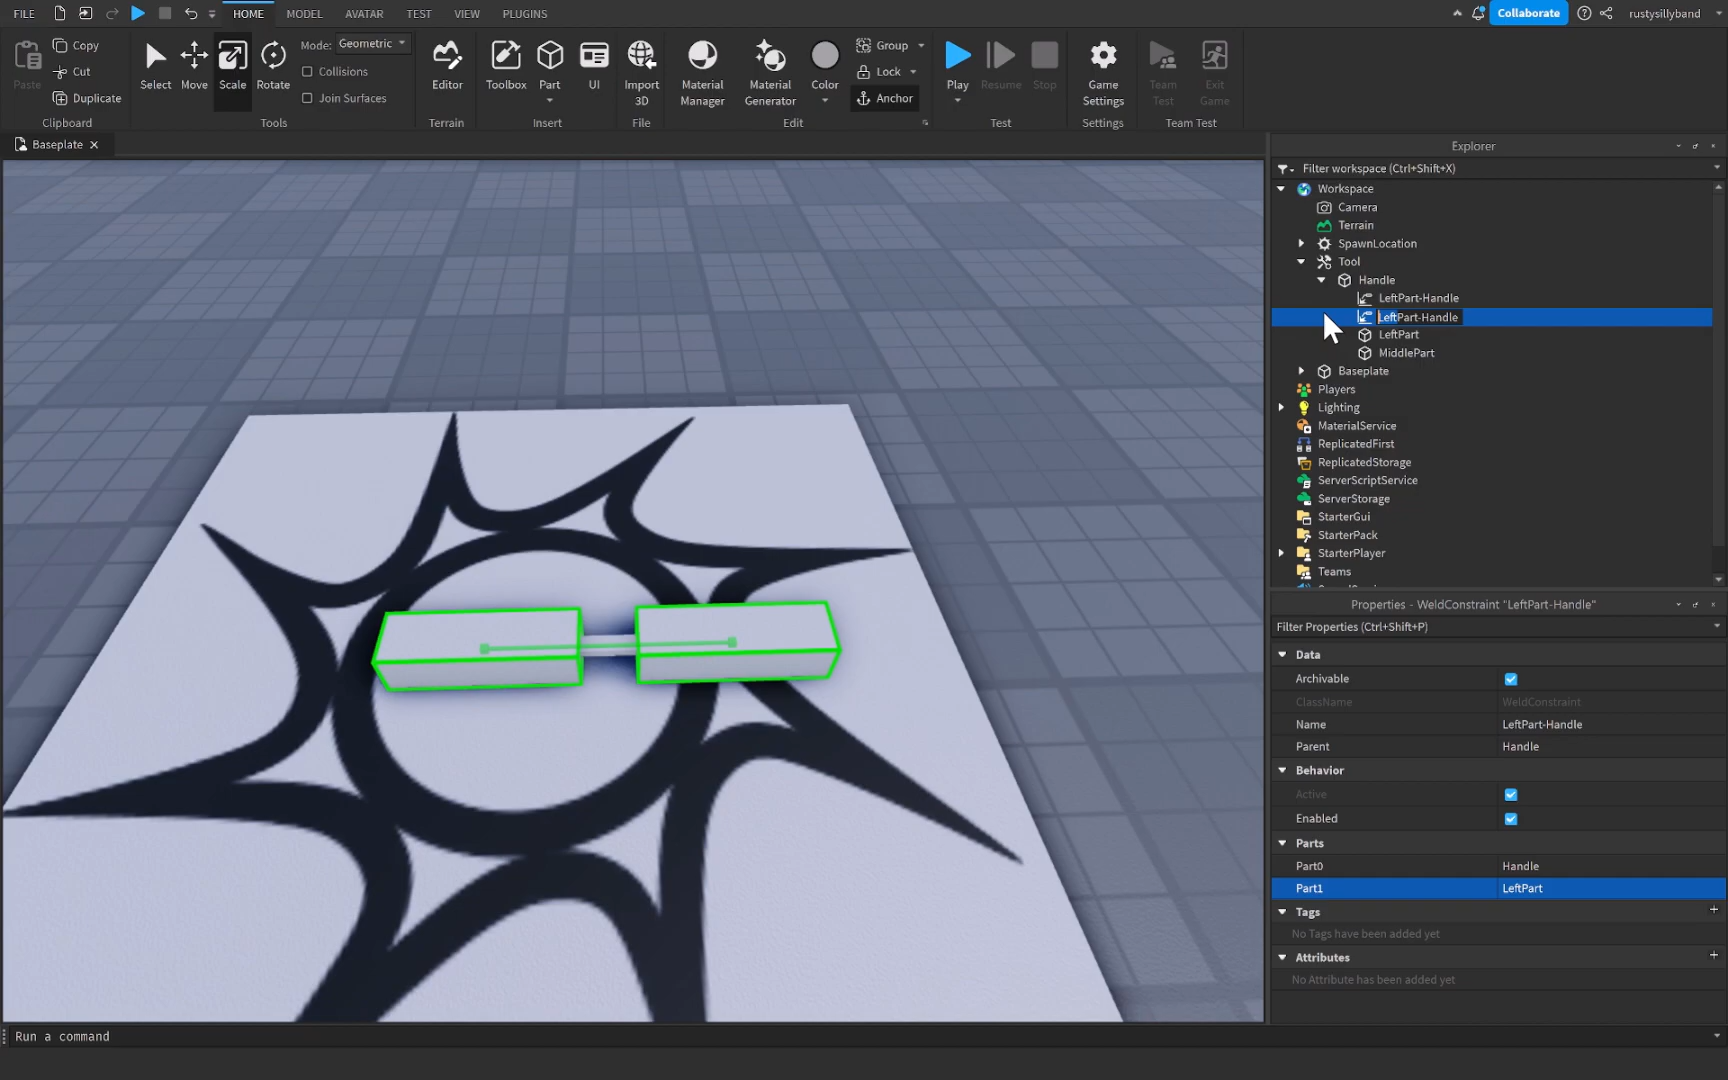 FILE HOME MODEL AVATAR TEST VIEW PLUGINS Collaborate rustysillyband
Paste Copy Cut Duplicate Clipboard
Select Move Scale Rotate Mode: Geometric Collisions Join Surfaces Tools
Editor Terrain
Toolbox Part UI Insert
Import 3D File
Material Manager Material Generator Color Group Lock Anchor Edit
Play Resume Stop Test
Game Settings Settings
Team Test Exit Game Team Test
Baseplate
Explorer
Filter workspace (Ctrl+Shift+X)
Workspace
Camera
Terrain
SpawnLocation
Tool
Handle
LeftPart-Handle
LeftPart-Handle
LeftPart
MiddlePart
Baseplate
Players
Lighting
MaterialService
ReplicatedFirst
ReplicatedStorage
ServerScriptService
ServerStorage
StarterGui
StarterPack
StarterPlayer
Teams
Properties - WeldConstraint "LeftPart-Handle"
Filter Properties (Ctrl+Shift+P)
Data
Archivable
ClassName WeldConstraint
Name LeftPart-Handle
Parent Handle
Behavior
Active
Enabled
Parts
Part0 Handle
Part1 LeftPart
Tags
No Tags have been added yet
Attributes
No Attribute has been added yet
Run a command